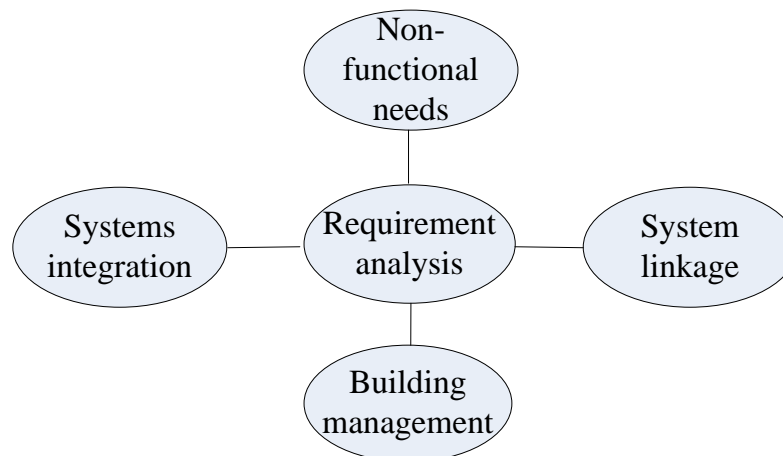 Non-
functional
needs
Systems
integration
Requirement
analysis
System
linkage
Building
management